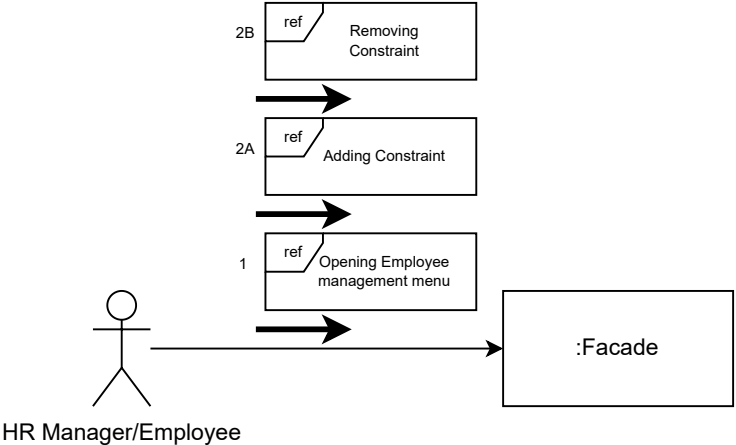 ref
2B
Removing
Constraint
ref
2A
Adding Constraint
ref
1
Opening Employee
management menu
:Facade
HR Manager/Employee